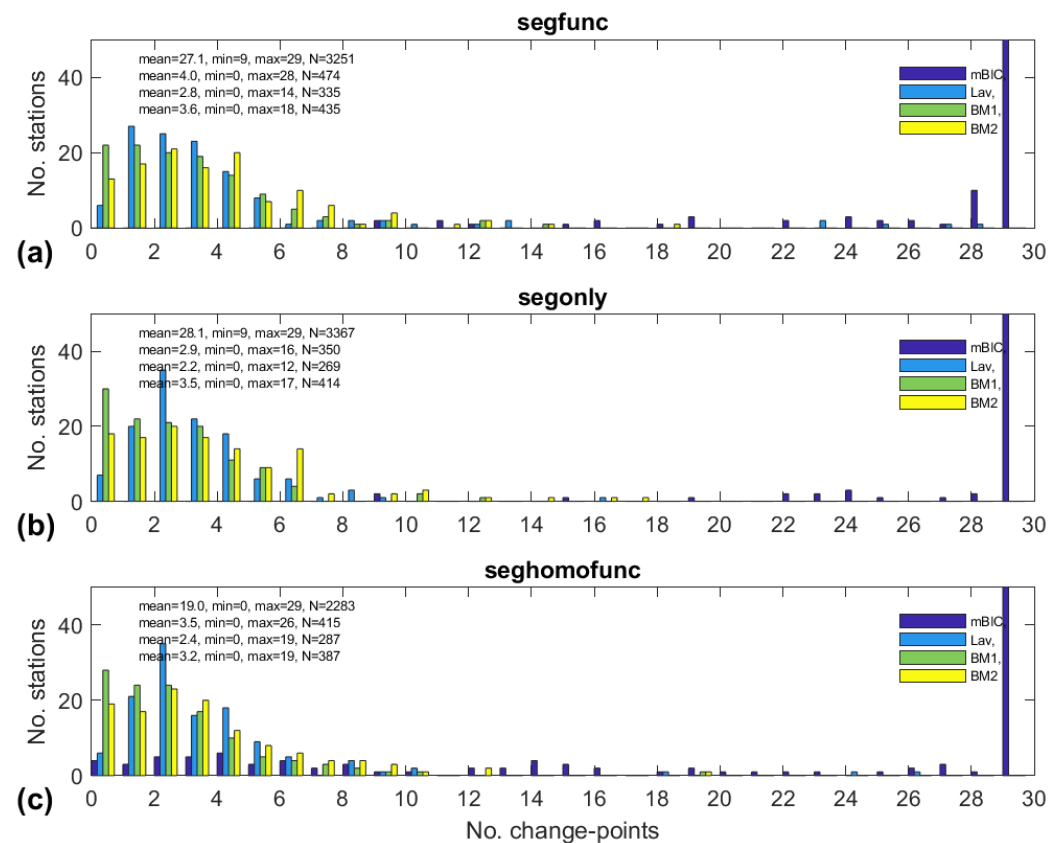 segfunc
mean=27.1, min=9, max=29, N=3251
mean=4.0, min=0, max=28, N=474
mean=2.8, min=0, max=14, N=335
mean=3.6, min=0, max=18, N=435
mBIC,
Lav,
BM1,
BM2
No. stations
40
20
0
(a)
0 2 4 6 8 10 12 14 16 18 20 22 24 26 28 30
segonly
mean=28.1, min=9, max=29, N=3367
mean=2.9, min=0, max=16, N=350
mean=2.2, min=0, max=12, N=269
mean=3.5, min=0, max=17, N=414
mBIC,
Lav,
BM1,
BM2
No. stations
40
20
0
(b)
0 2 4 6 8 10 12 14 16 18 20 22 24 26 28 30
seghomofunc
mean=19.0, min=0, max=29, N=2283
mean=3.5, min=0, max=26, N=415
mean=2.4, min=0, max=19, N=287
mean=3.2, min=0, max=19, N=387
mBIC,
Lav,
BM1,
BM2
No. stations
40
20
0
(c)
0 2 4 6 8 10 12 14 16 18 20 22 24 26 28 30
No. change-points